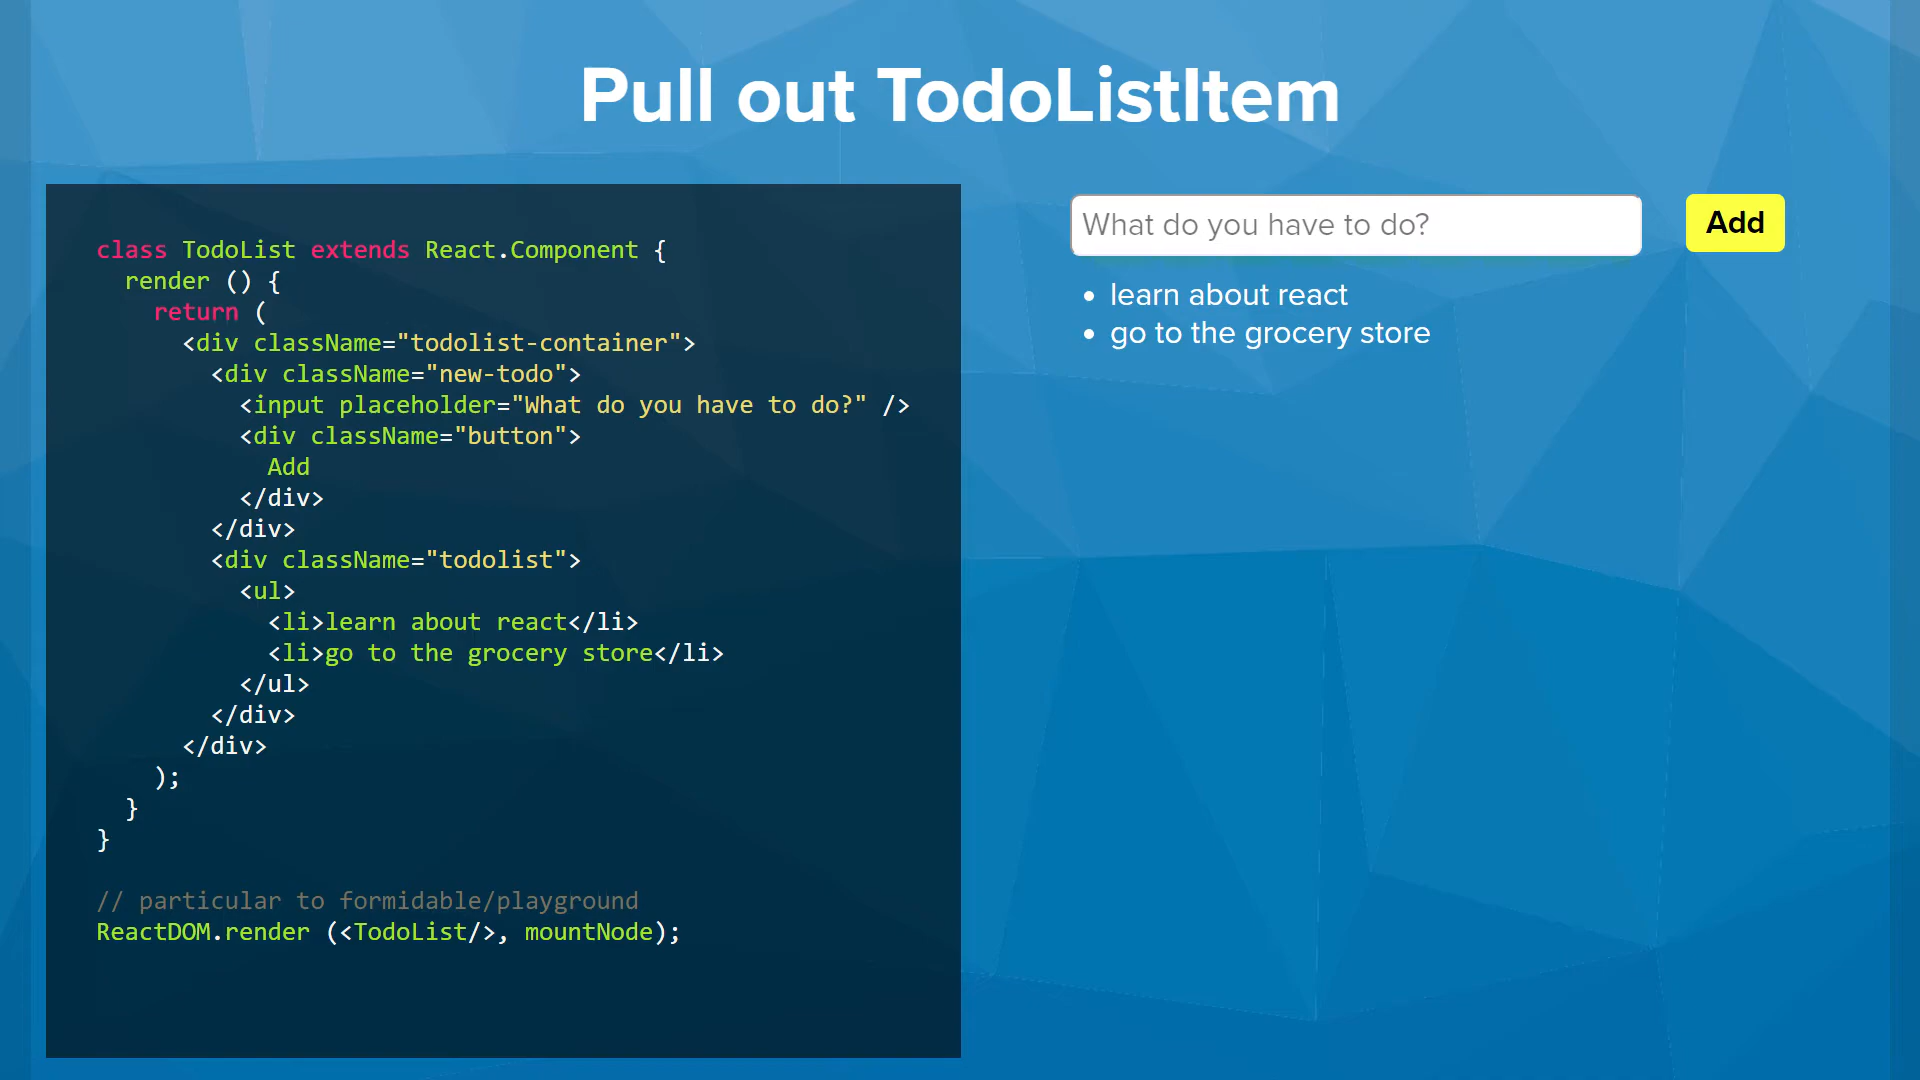 Pull out TodoListItem
class TodoList extends React.Component {
  render () {
    return (
      <div className="todolist-container">
        <div className="new-todo">
          <input placeholder="What do you have to do?" />
          <div className="button">
            Add
          </div>
        </div>
        <div className="todolist">
          <ul>
            <li>learn about react</li>
            <li>go to the grocery store</li>
          </ul>
        </div>
      </div>
    );
  }
}
// particular to formidable/playground
ReactDOM.render (<TodoList/>, mountNode);
What do you have to do?
Add
• learn about react
• go to the grocery store